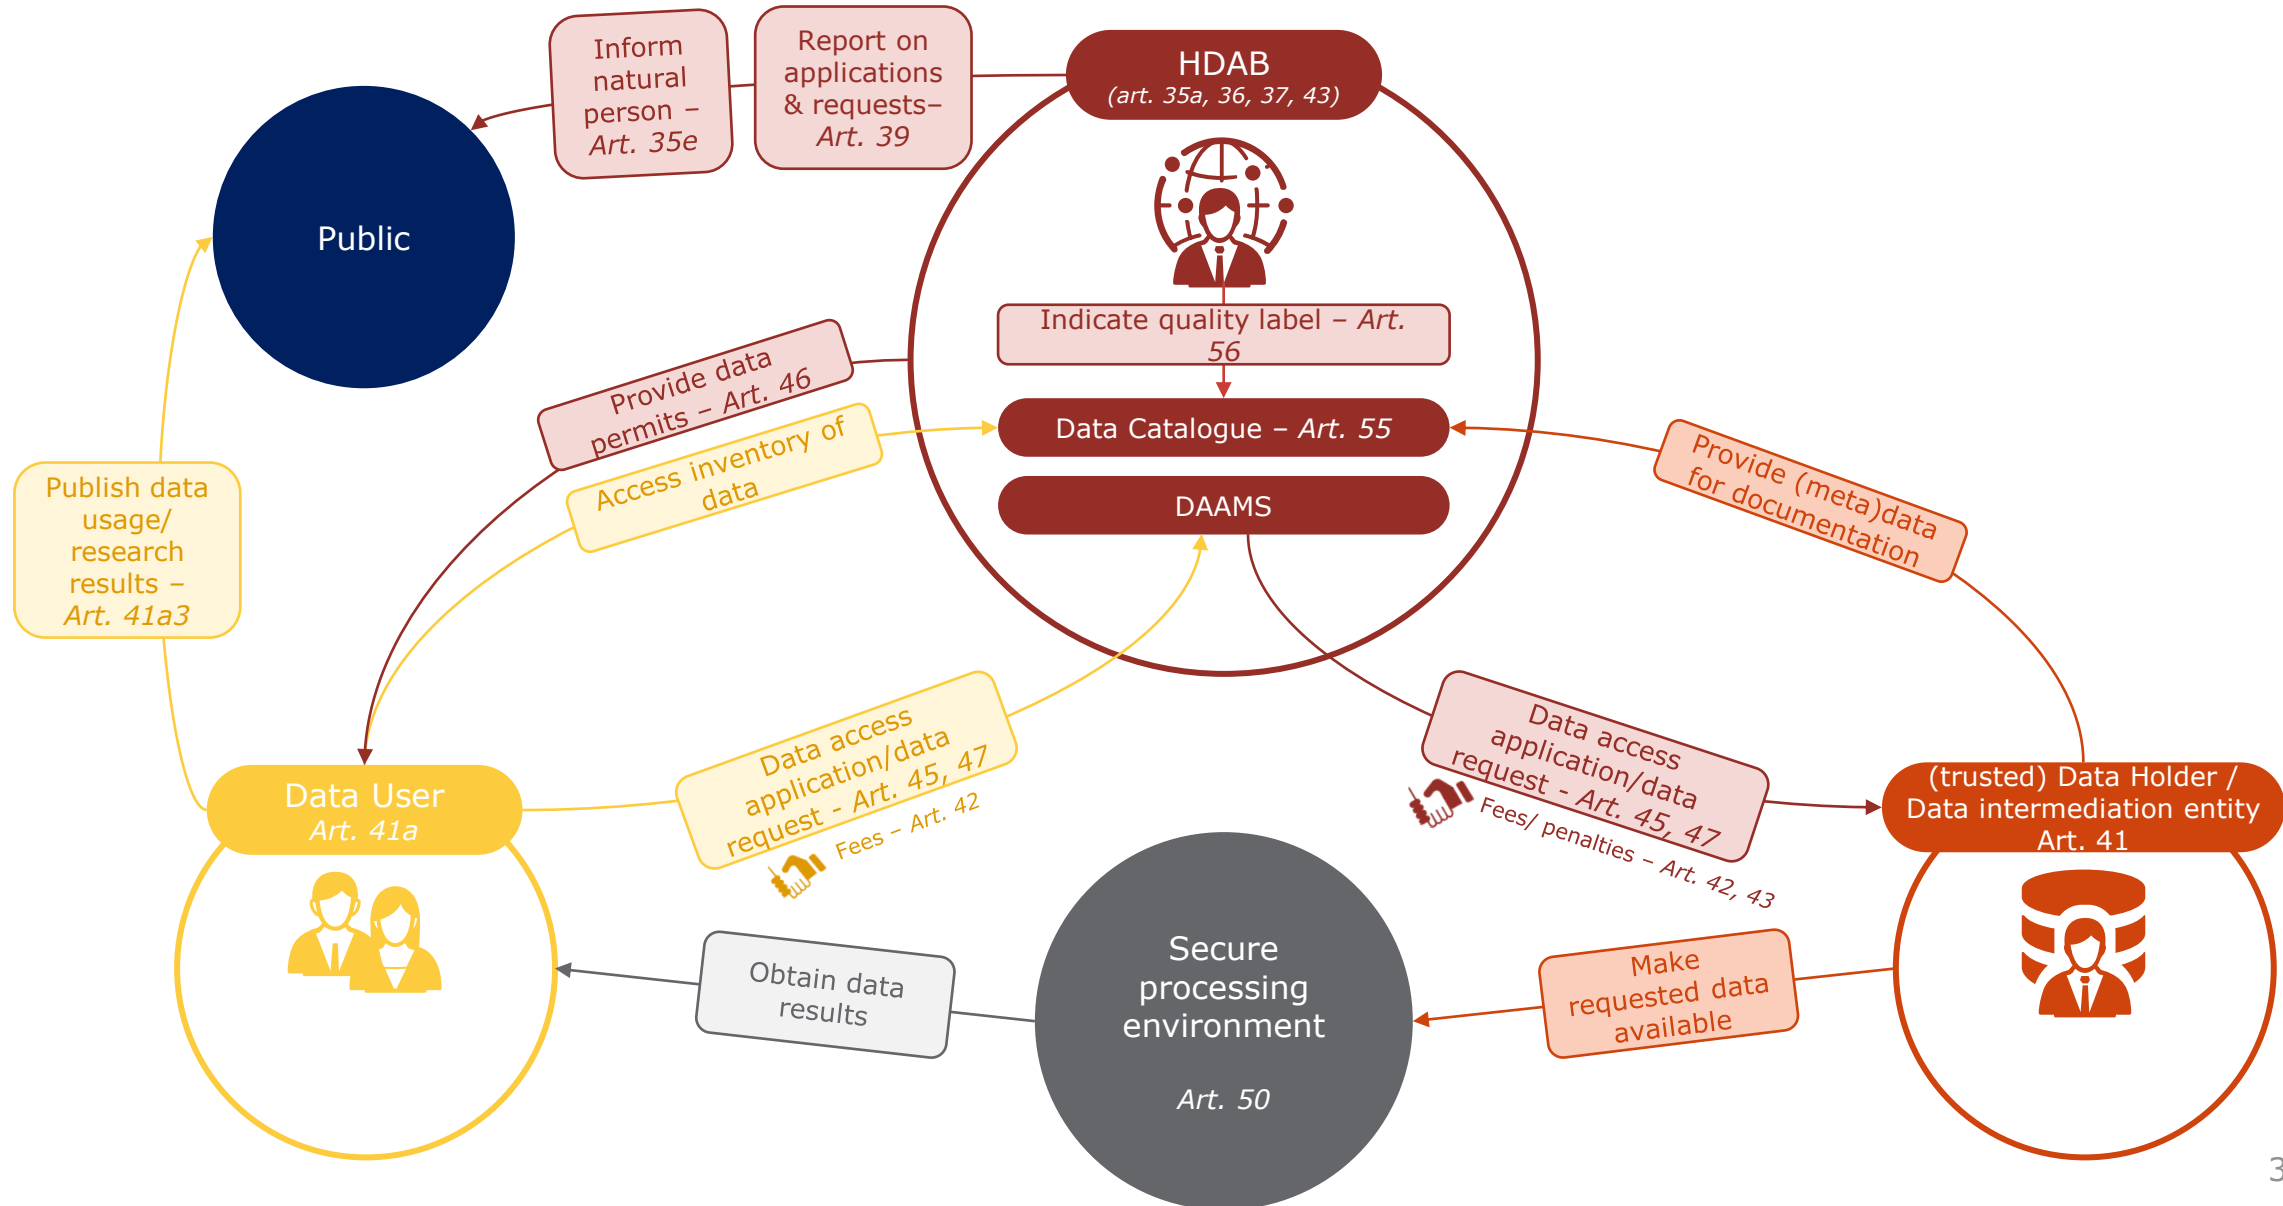 Inform
natural
person –
Art. 35e
Report on
applications
& requests–
Art. 39
HDAB
(art. 35a, 36, 37, 43)
Public
Indicate quality label – Art.
56
Data Catalogue – Art. 55
DAAMS
Provide data
permits – Art. 46
Access inventory of
data
Provide (meta)data
for documentation
Publish data
usage/
research
results –
Art. 41a3
Data access
application/data
request - Art. 45, 47
Fees – Art. 42
Data access
application/data
request - Art. 45, 47
Fees/ penalties – Art. 42, 43
Data User
Art. 41a
(trusted) Data Holder /
Data intermediation entity
Art. 41
Secure
processing
environment
Art. 50
Obtain data
results
Make
requested data
available
3